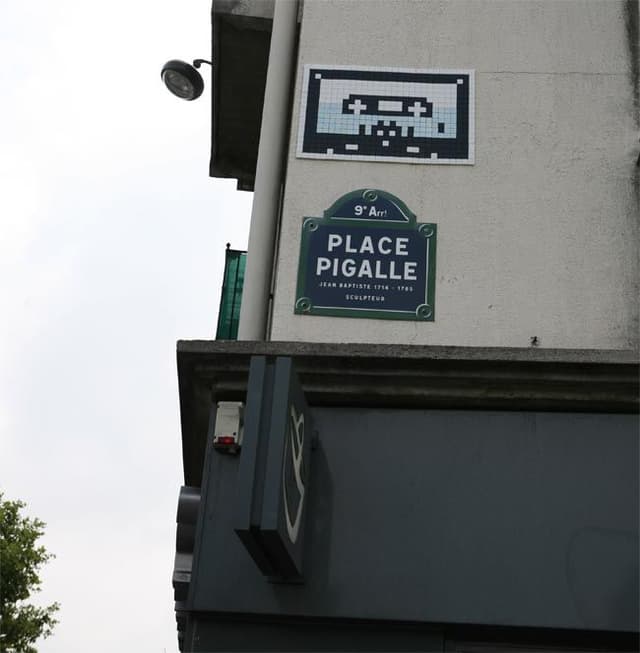 9e Arrt
PLACE
PIGALLE
JEAN BAPTISTE 1714 - 1785
SCULPTEUR